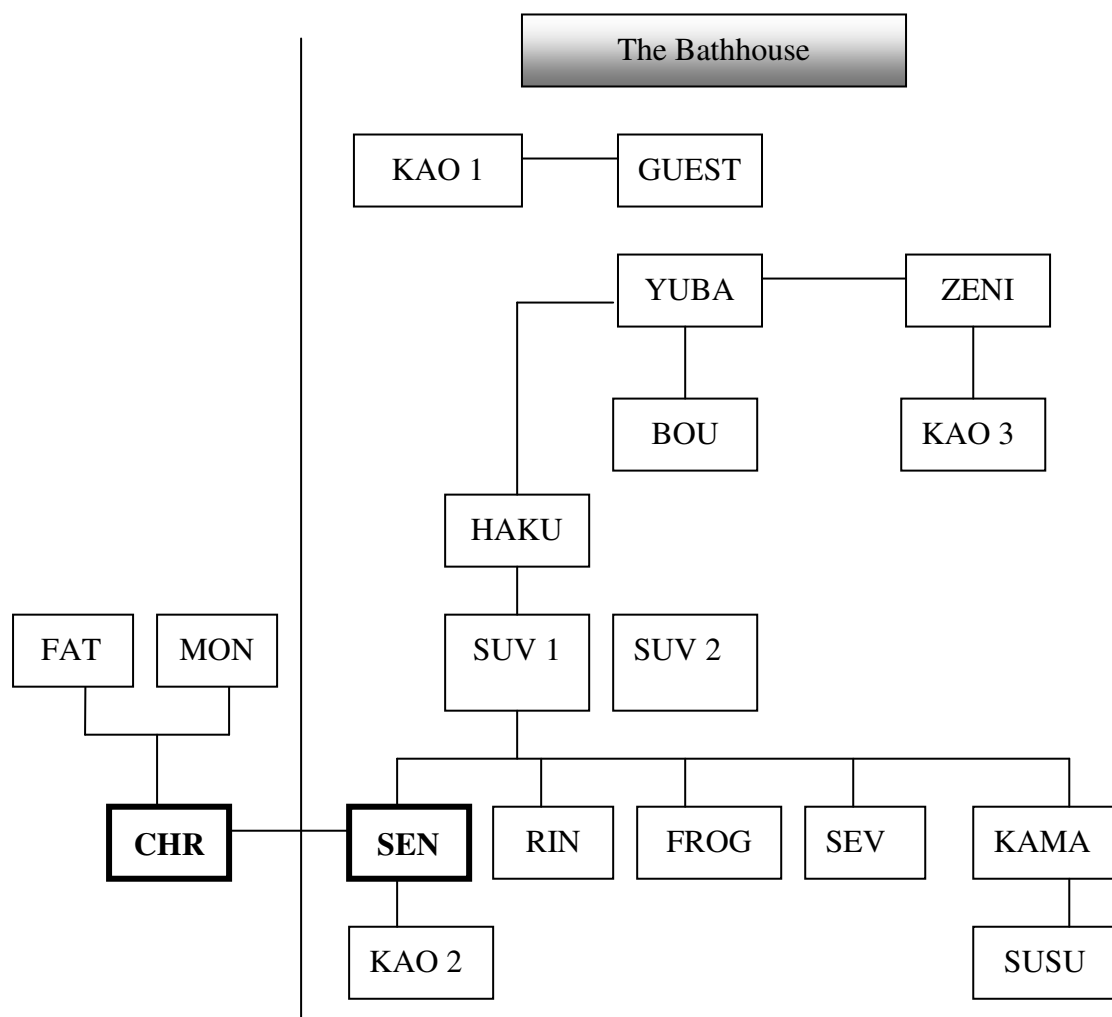 The Bathhouse
KAO 1
GUEST
YUBA
ZENI
BOU
KAO 3
HAKU
FAT
MON
SUV 1
SUV 2
CHR
SEN
RIN
FROG
SEV
KAMA
KAO 2
SUSU